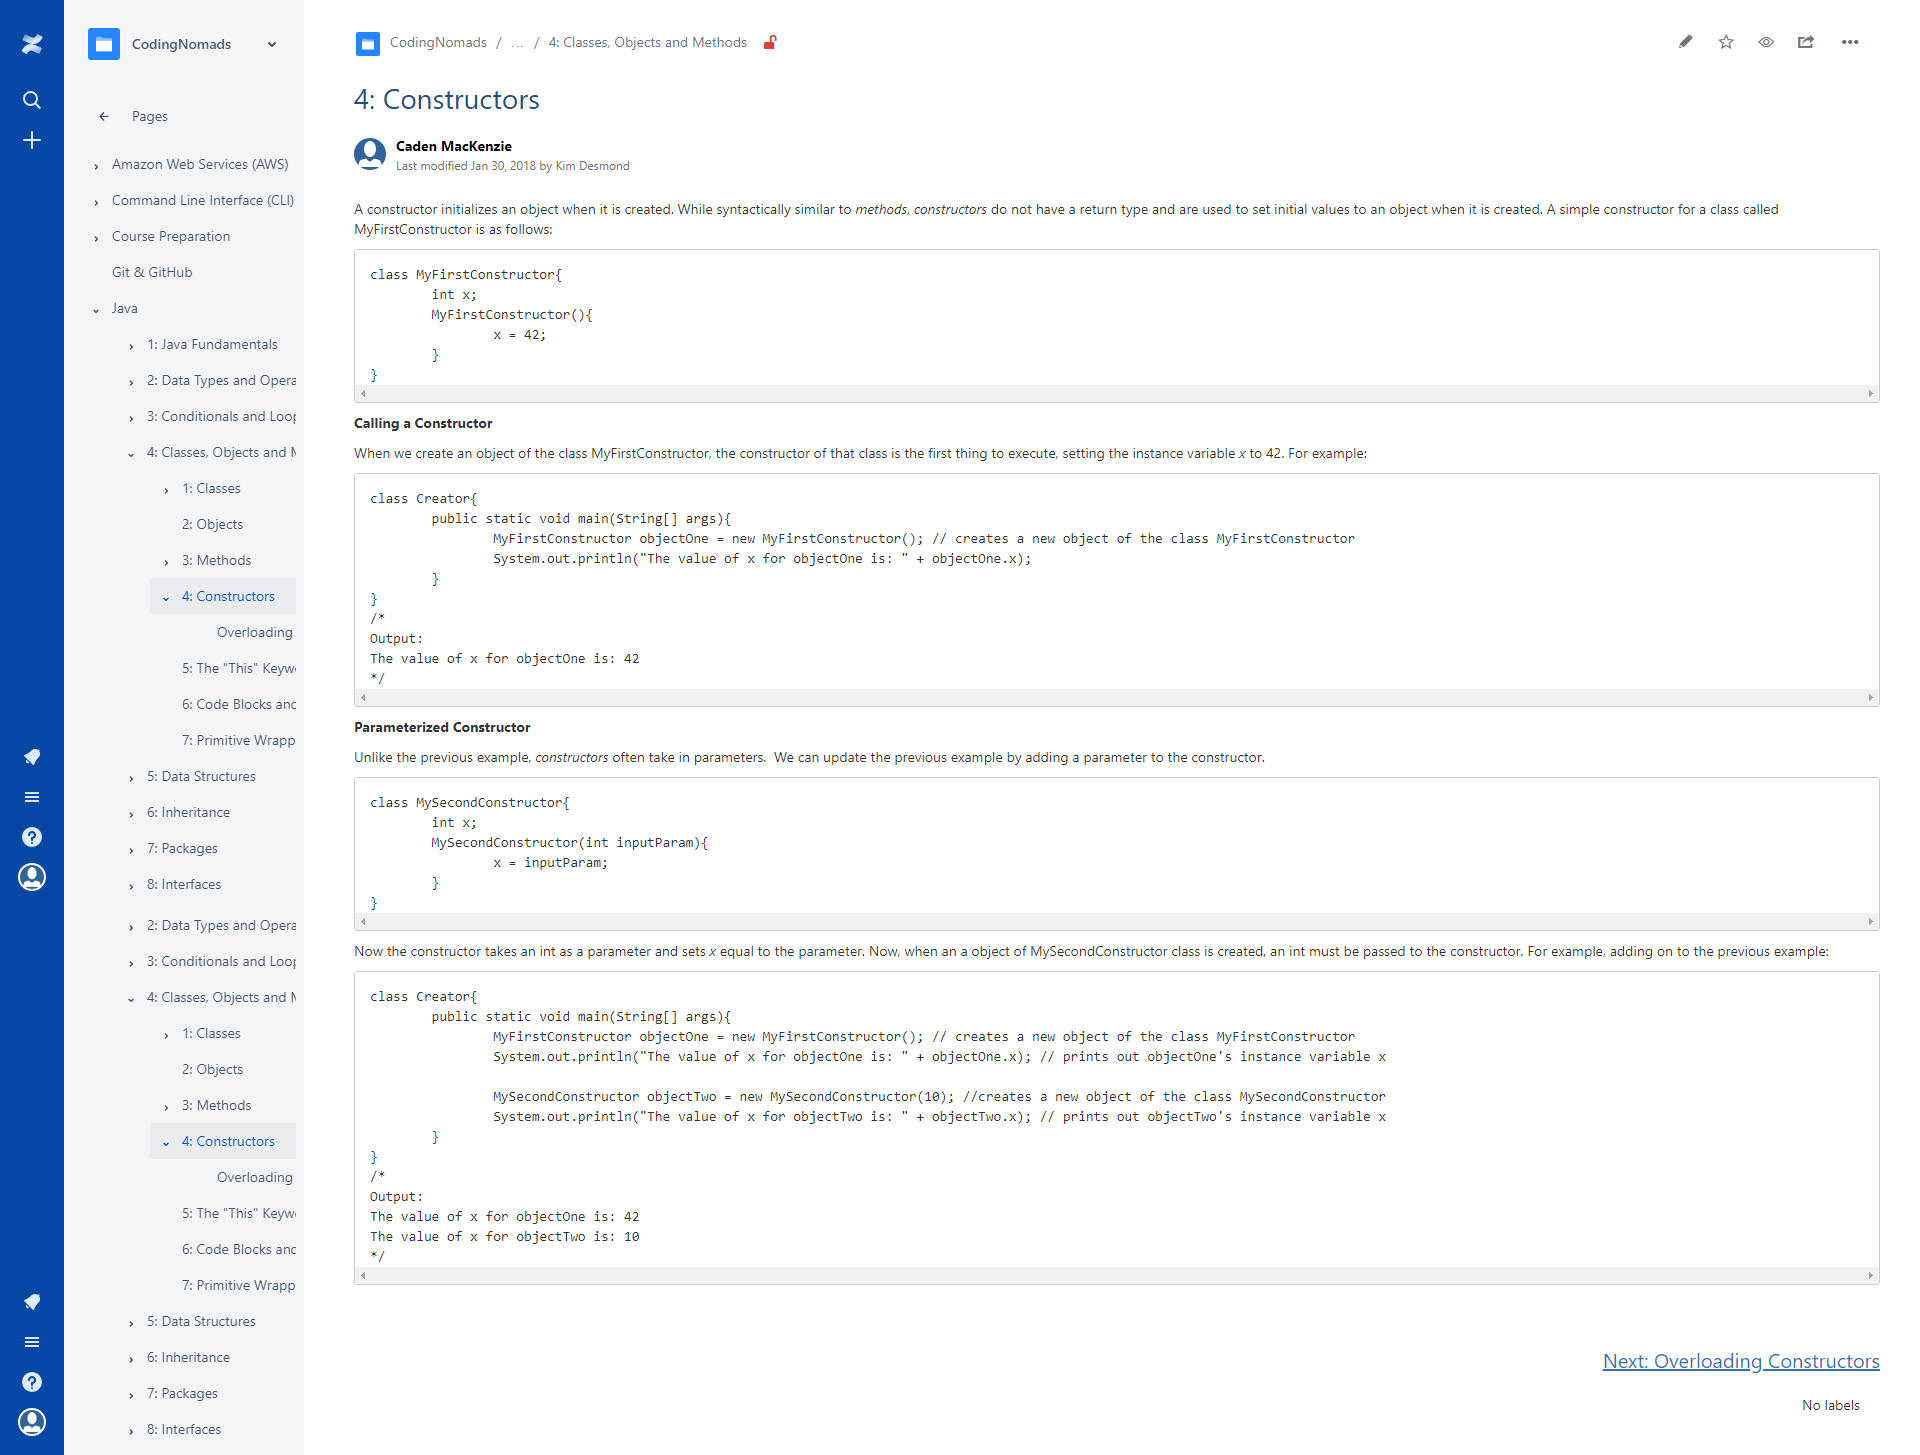 CodingNomads
Pages
Amazon Web Services (AWS)
Command Line Interface (CLI)
Course Preparation
Git & GitHub
Java
1: Java Fundamentals
2: Data Types and Opera
3: Conditionals and Loop
4: Classes, Objects and M
1: Classes
2: Objects
3: Methods
4: Constructors
Overloading
5: The "This" Keyw
6: Code Blocks and
7: Primitive Wrapp
5: Data Structures
6: Inheritance
7: Packages
8: Interfaces
2: Data Types and Opera
3: Conditionals and Loop
4: Classes, Objects and M
1: Classes
2: Objects
3: Methods
4: Constructors
Overloading
5: The "This" Keyw
6: Code Blocks and
7: Primitive Wrapp
5: Data Structures
6: Inheritance
7: Packages
8: Interfaces
CodingNomads / ... / 4: Classes, Objects and Methods
4: Constructors
Caden MacKenzie
Last modified Jan 30, 2018 by Kim Desmond
A constructor initializes an object when it is created. While syntactically similar to methods, constructors do not have a return type and are used to set initial values to an object when it is created. A simple constructor for a class called
MyFirstConstructor is as follows:
class MyFirstConstructor{
int x;
MyFirstConstructor(){
x = 42;
}
}
Calling a Constructor
When we create an object of the class MyFirstConstructor, the constructor of that class is the first thing to execute, setting the instance variable x to 42. For example:
class Creator{
public static void main(String[] args){
MyFirstConstructor objectOne = new MyFirstConstructor(); // creates a new object of the class MyFirstConstructor
System.out.println("The value of x for objectOne is: " + objectOne.x);
}
}
/*
Output:
The value of x for objectOne is: 42
*/
Parameterized Constructor
Unlike the previous example, constructors often take in parameters.  We can update the previous example by adding a parameter to the constructor.
class MySecondConstructor{
int x;
MySecondConstructor(int inputParam){
x = inputParam;
}
}
Now the constructor takes an int as a parameter and sets x equal to the parameter. Now, when an a object of MySecondConstructor class is created, an int must be passed to the constructor. For example, adding on to the previous example:
class Creator{
public static void main(String[] args){
MyFirstConstructor objectOne = new MyFirstConstructor(); // creates a new object of the class MyFirstConstructor
System.out.println("The value of x for objectOne is: " + objectOne.x); // prints out objectOne's instance variable x
MySecondConstructor objectTwo = new MySecondConstructor(10); //creates a new object of the class MySecondConstructor
System.out.println("The value of x for objectTwo is: " + objectTwo.x); // prints out objectTwo's instance variable x
}
}
/*
Output:
The value of x for objectOne is: 42
The value of x for objectTwo is: 10
*/
Next: Overloading Constructors
No labels